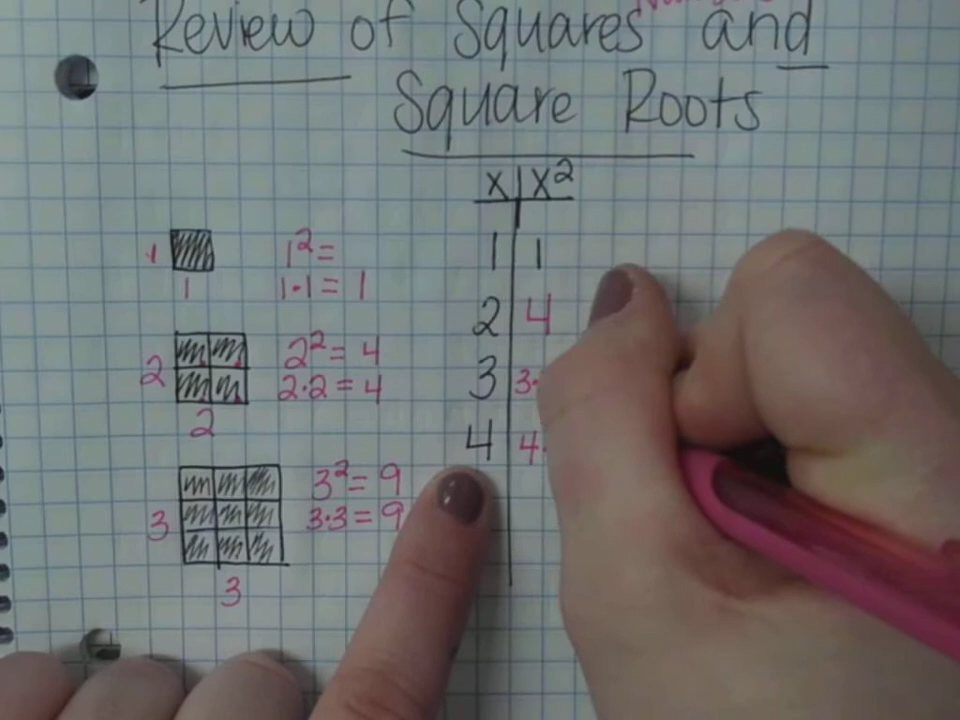 Review of Squares and
Square Roots
x x²
1 1
2 4
3 3·
4 4·
1
1
1² =
1·1 = 1
2
2
2² = 4
2·2 = 4
3
3
3² = 9
3·3 = 9